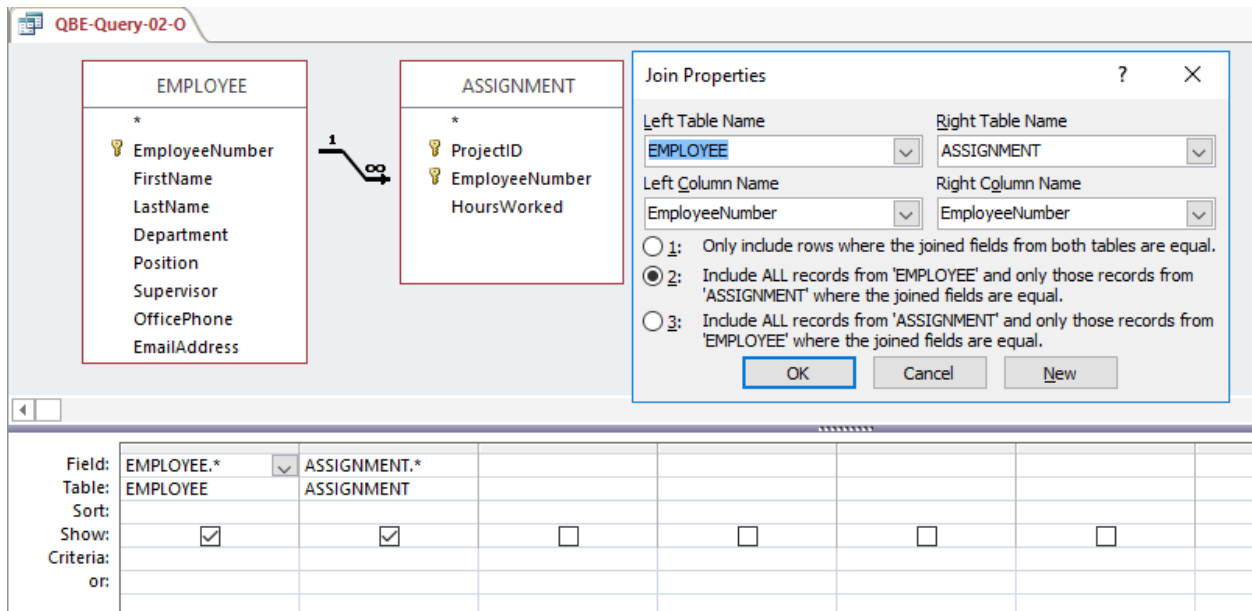 QBE-Query-02-O
EMPLOYEE
*
EmployeeNumber
FirstName
LastName
Department
Position
Supervisor
OfficePhone
EmailAddress
1
∞
ASSIGNMENT
*
ProjectID
EmployeeNumber
HoursWorked
Join Properties ? X
Left Table Name Right Table Name
EMPLOYEE ASSIGNMENT
Left Column Name Right Column Name
EmployeeNumber EmployeeNumber
1: Only include rows where the joined fields from both tables are equal.
2: Include ALL records from 'EMPLOYEE' and only those records from
'ASSIGNMENT' where the joined fields are equal.
3: Include ALL records from 'ASSIGNMENT' and only those records from
'EMPLOYEE' where the joined fields are equal.
OK Cancel New
Field: EMPLOYEE.* ASSIGNMENT.*
Table: EMPLOYEE ASSIGNMENT
Sort:
Show:
Criteria:
or: